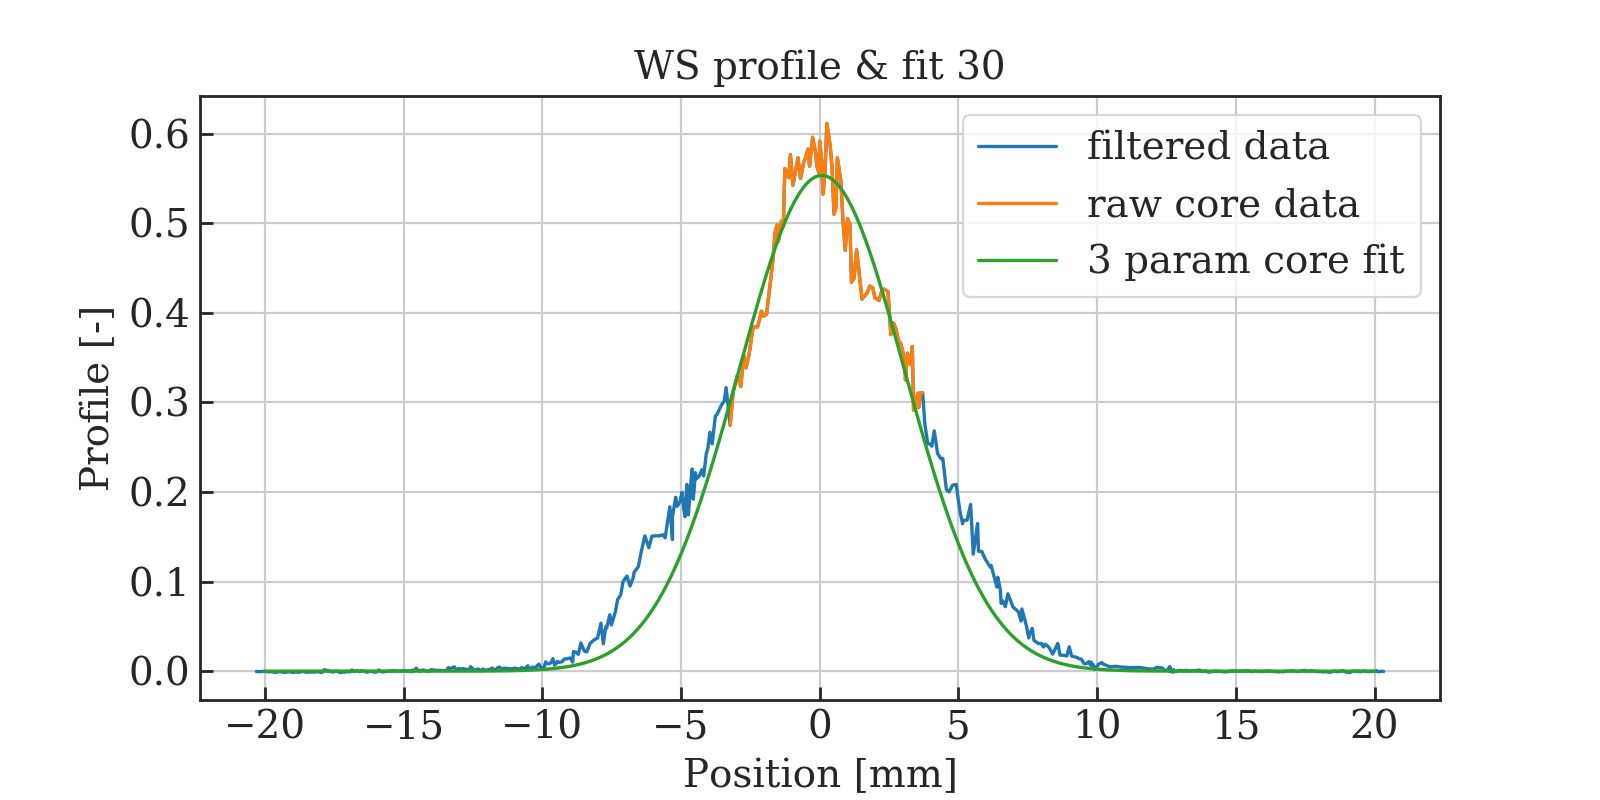 WS profile & fit 30
0.6
0.5
0.4
0.3
0.2
0.1
0.0
Profile [-]
filtered data
raw core data
3 param core fit
−20 −15 −10 −5 0 5 10 15 20
Position [mm]